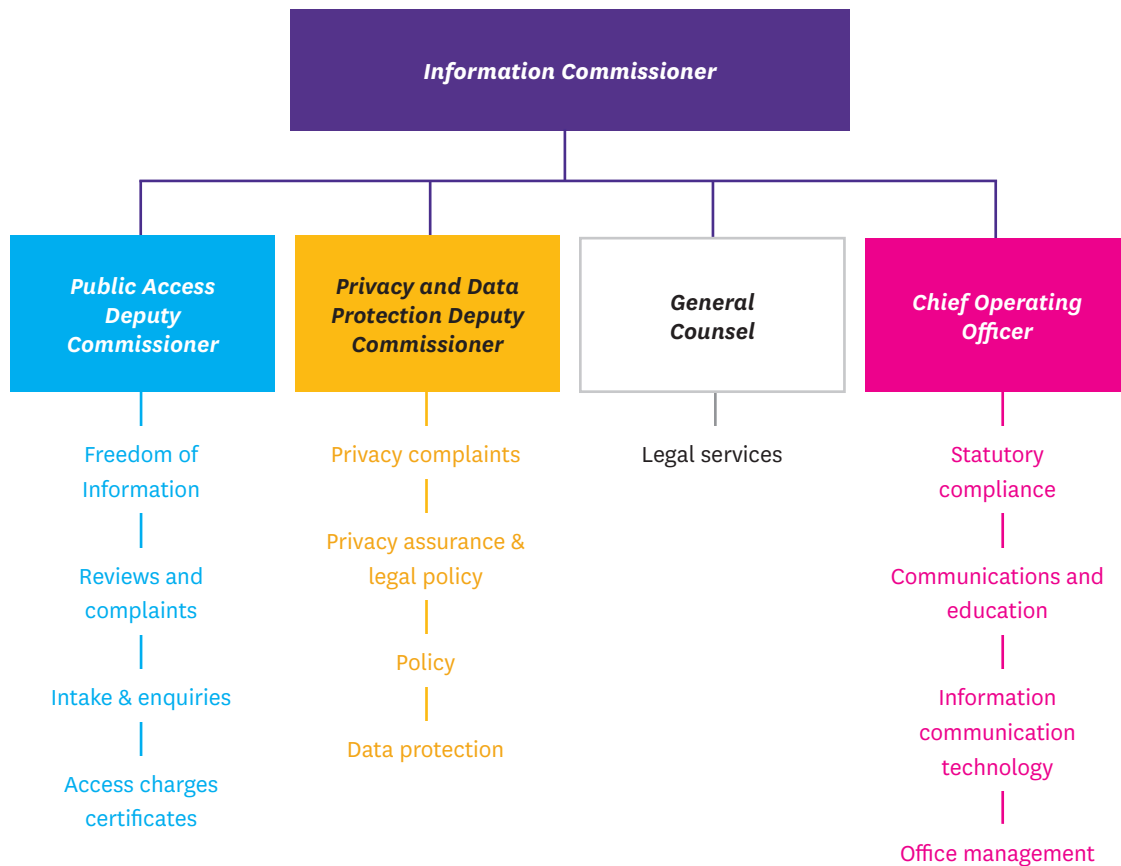 Information Commissioner
Public Access
Deputy
Commissioner
Privacy and Data
Protection Deputy
Commissioner
General
Counsel
Chief Operating
Officer
Freedom of
Information
Reviews and
complaints
Intake & enquiries
Access charges
certificates
Privacy complaints
Privacy assurance &
legal policy
Policy
Data protection
Legal services
Statutory
compliance
Communications and
education
Information
communication
technology
Office management